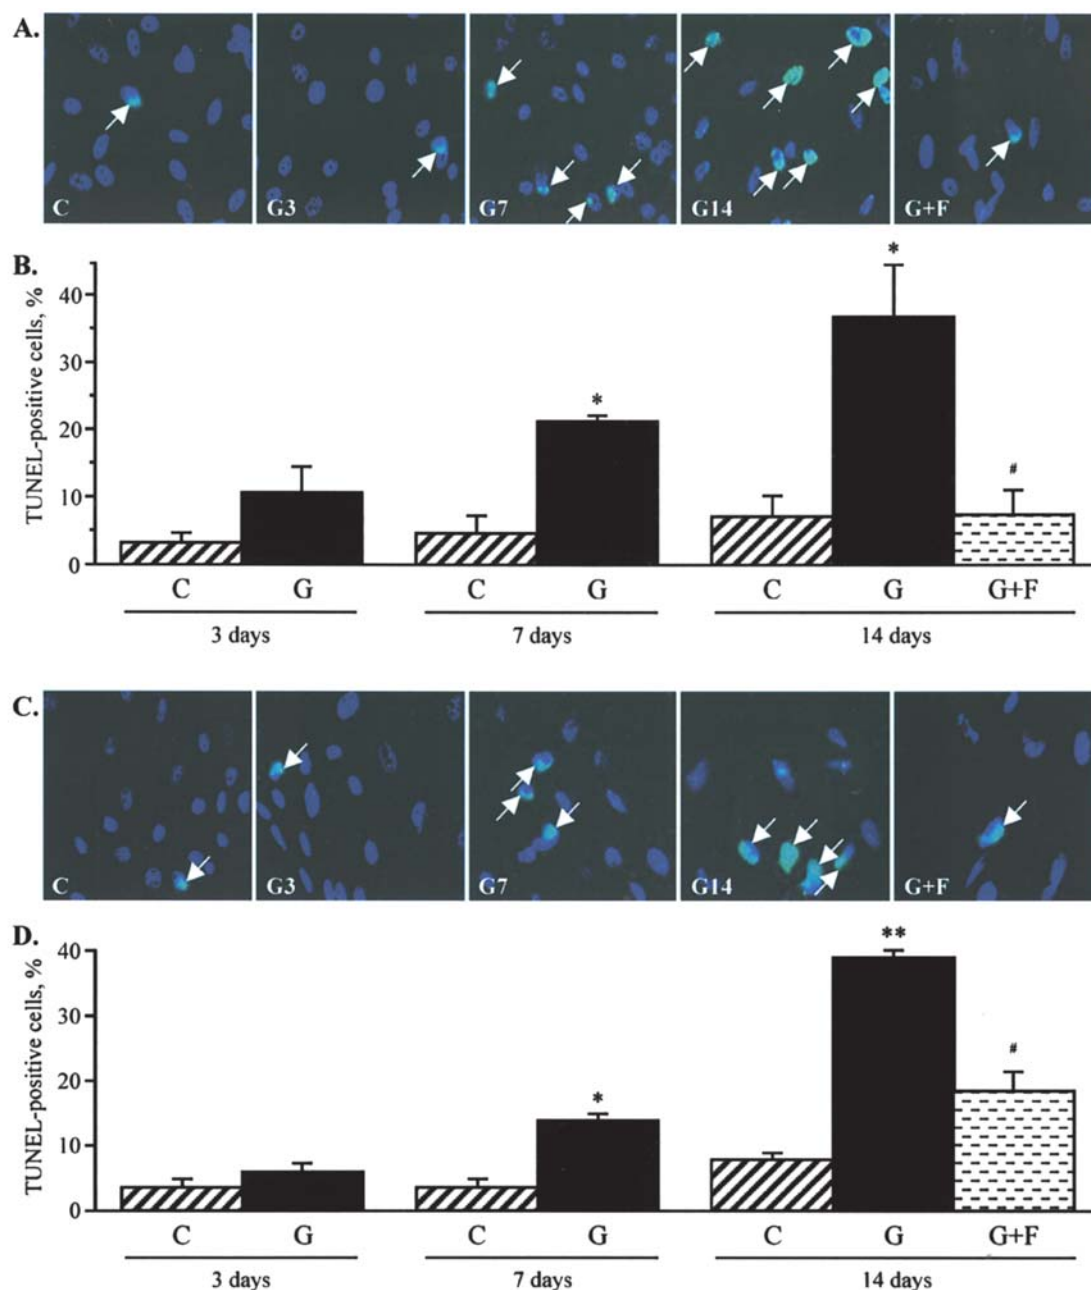 A.
C G3 G7 G14 G+F
B.
TUNEL-positive cells, %
40
30
20
10
0
* * #
C G C G C G G+F
3 days 7 days 14 days
C.
C G3 G7 G14 G+F
D.
TUNEL-positive cells, %
40
30
20
10
0
* ** #
C G C G C G G+F
3 days 7 days 14 days